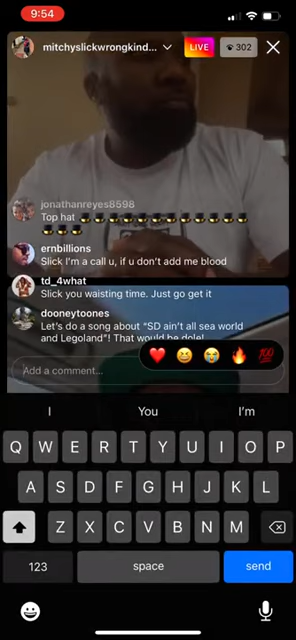 9:54
mitchyslickwrongkind...
LIVE
302
jonathanreyes8598
Top hat 🎩🎩🎩🎩🎩🎩🎩🎩🎩🎩
🎩🎩🎩
ernbillions
Slick I'm a call u, if u don't add me blood
td_4what
Slick you waisting time. Just go get it
dooneytoones
Let's do a song about "SD ain't all sea world
and Legoland"! That would be dole!
Add a comment...
I You I'm
Q W E R T Y U I O P
A S D F G H J K L
Z X C V B N M
123 space send